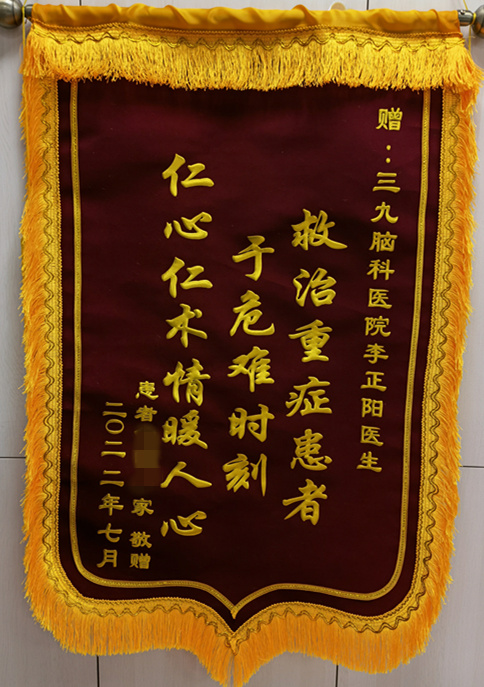 赠：三九脑科医院李正阳医生
救治重症患者
于危难时刻
仁心仁术情暖人心
患者 家 敬赠
二〇二二年七月